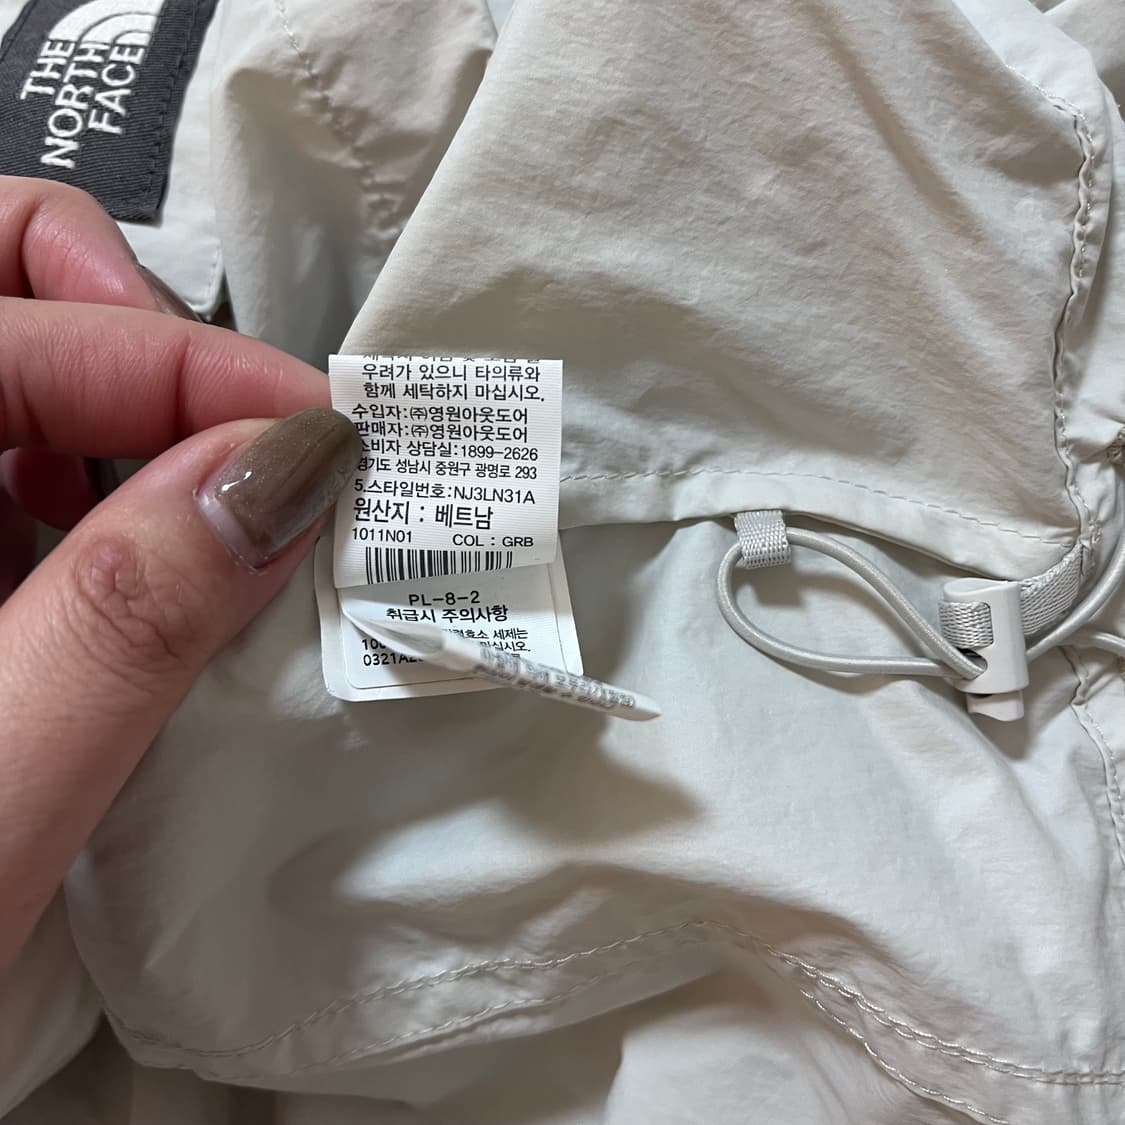 THE
NORTH
FACE
우려가 있으니 타의류와
함께 세탁하지 마십시오.
수입자:㈜영원아웃도어
판매자:㈜영원아웃도어
소비자 상담실:1899-2626
경기도 성남시 중원구 광명로 293
5.스타일번호:NJ3LN31A
원산지 : 베트남
1011N01 COL : GRB
PL-8-2
취급시 주의사항
세제는